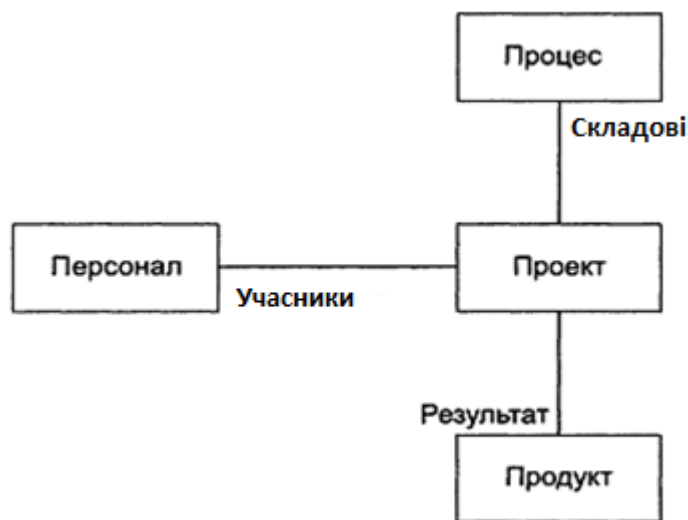 Процес
Складові
Персонал
Проект
Учасники
Результат
Продукт